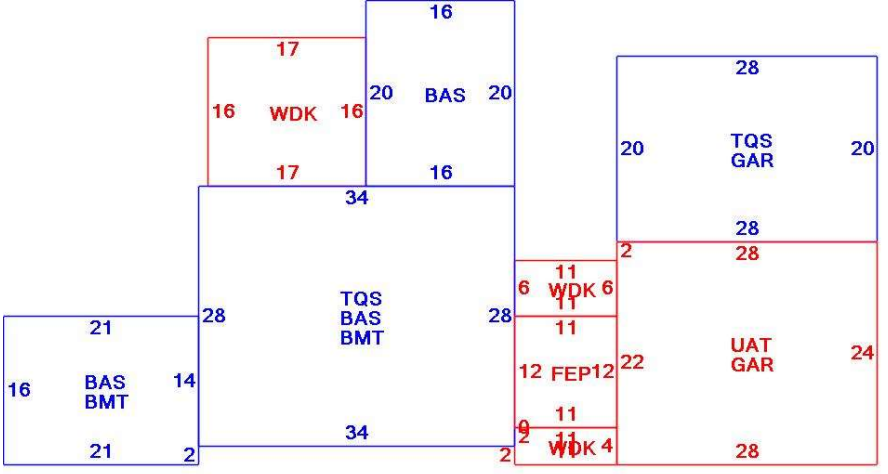 16
17
28
16 WDK 16
20 BAS 20
TQS
20 20
GAR
17
16
34
28
2
28
11
6 WDK 6
11
TQS
28 BAS 28
BMT
21
11
UAT
22 24
GAR
16 14
BAS
BMT
12 FEP 12
11
34
0
2 11
WDK 4
11
21 2
2
28